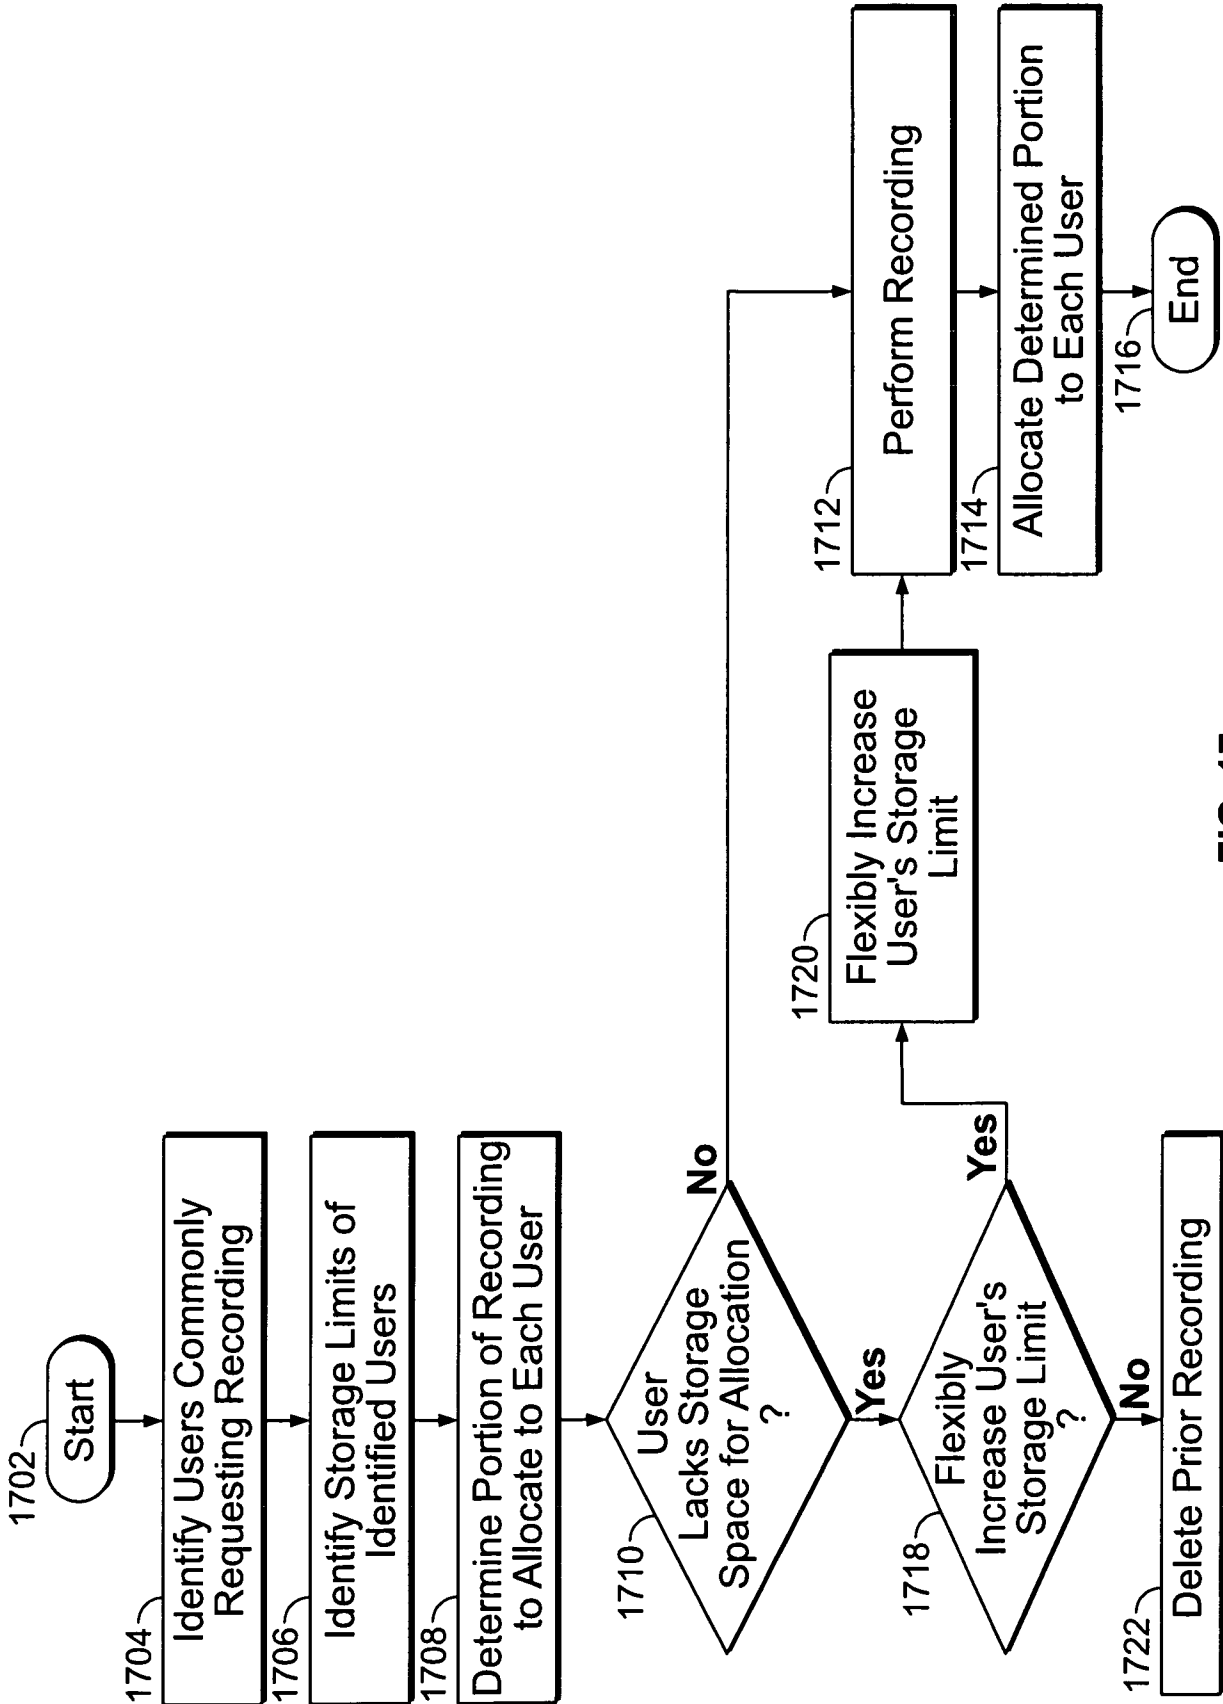 1702
Start
1704
Identify Users Commonly
Requesting Recording
1706
Identify Storage Limits of
Identified Users
1708
Determine Portion of Recording
to Allocate to Each User
1710
User
Lacks Storage
Space for Allocation
?
No
Yes
1718
Flexibly
Increase User's
Storage Limit
?
Yes
No
1722
Delete Prior Recording
1720
Flexibly Increase
User's Storage
Limit
1712
Perform Recording
1714
Allocate Determined Portion
to Each User
1716
End